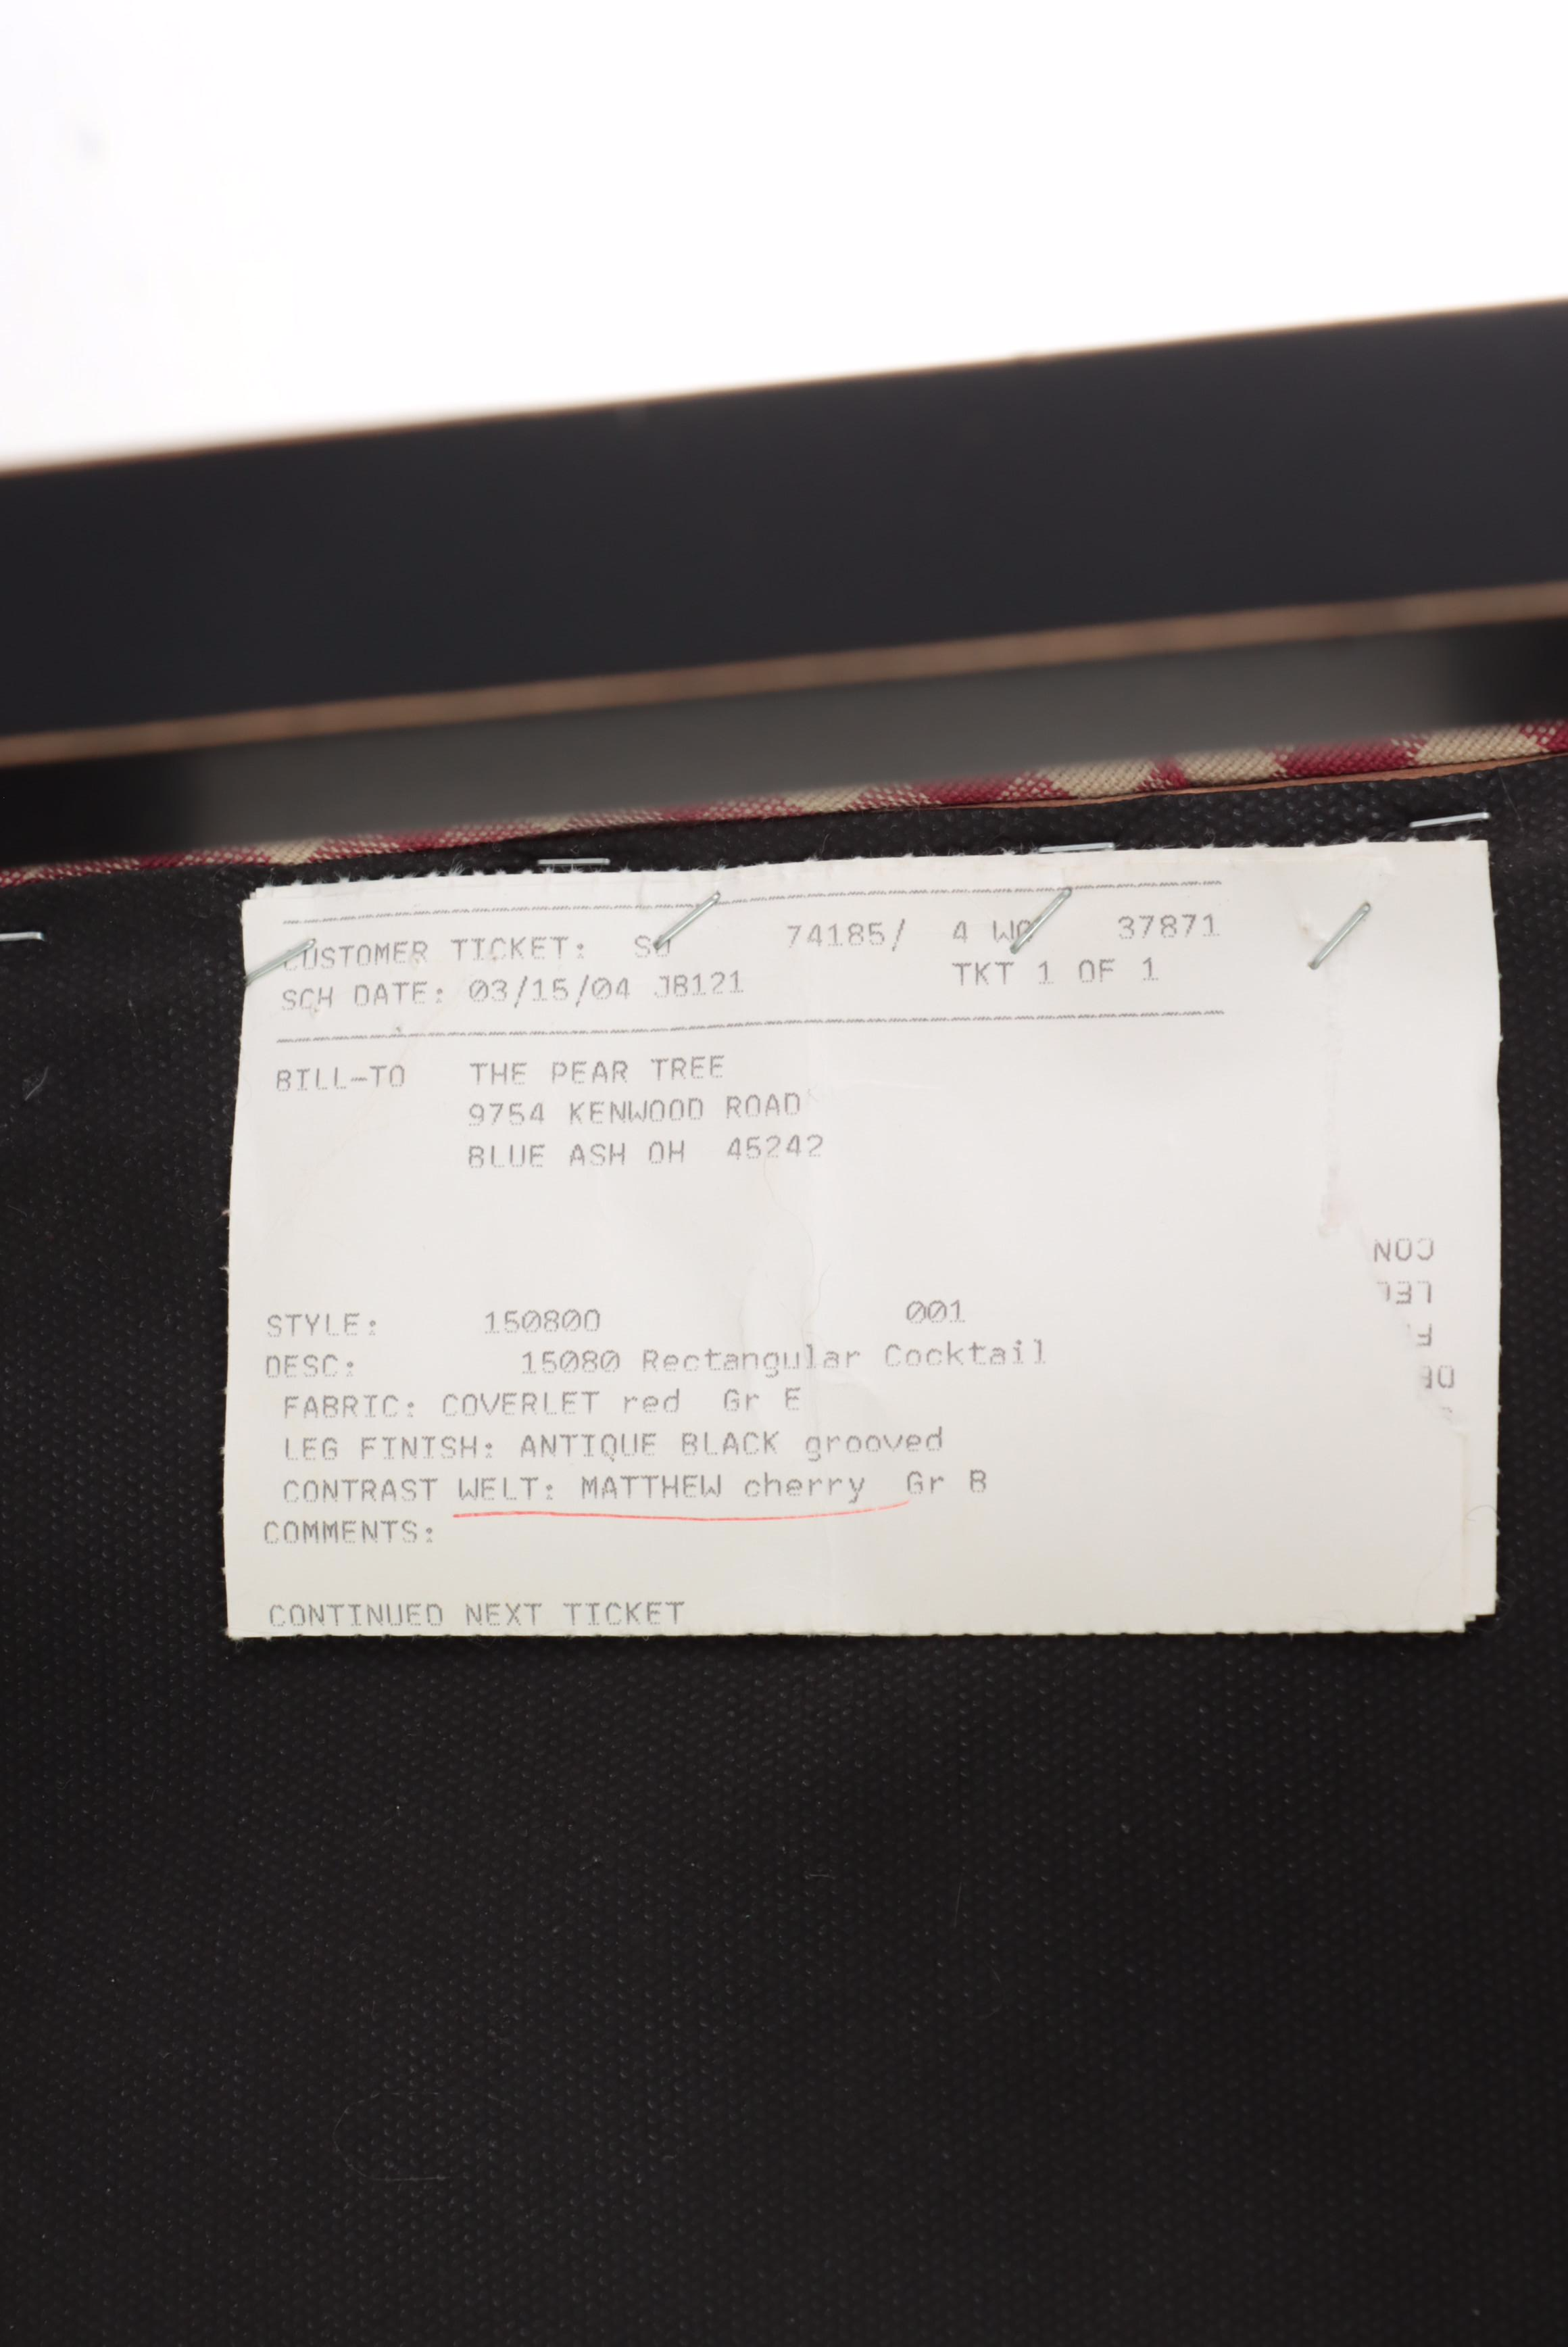 CUSTOMER TICKET: SO 74185/ 4 WO 37871
SCH DATE: 03/15/04 JB121 TKT 1 OF 1
BILL-TO THE PEAR TREE
9754 KENWOOD ROAD
BLUE ASH OH 45242
STYLE: 150800 001
DESC: 15080 Rectangular Cocktail
FABRIC: COVERLET red Gr E
LEG FINISH: ANTIQUE BLACK grooved
CONTRAST WELT: MATTHEW cherry Gr B
COMMENTS:
CONTINUED NEXT TICKET